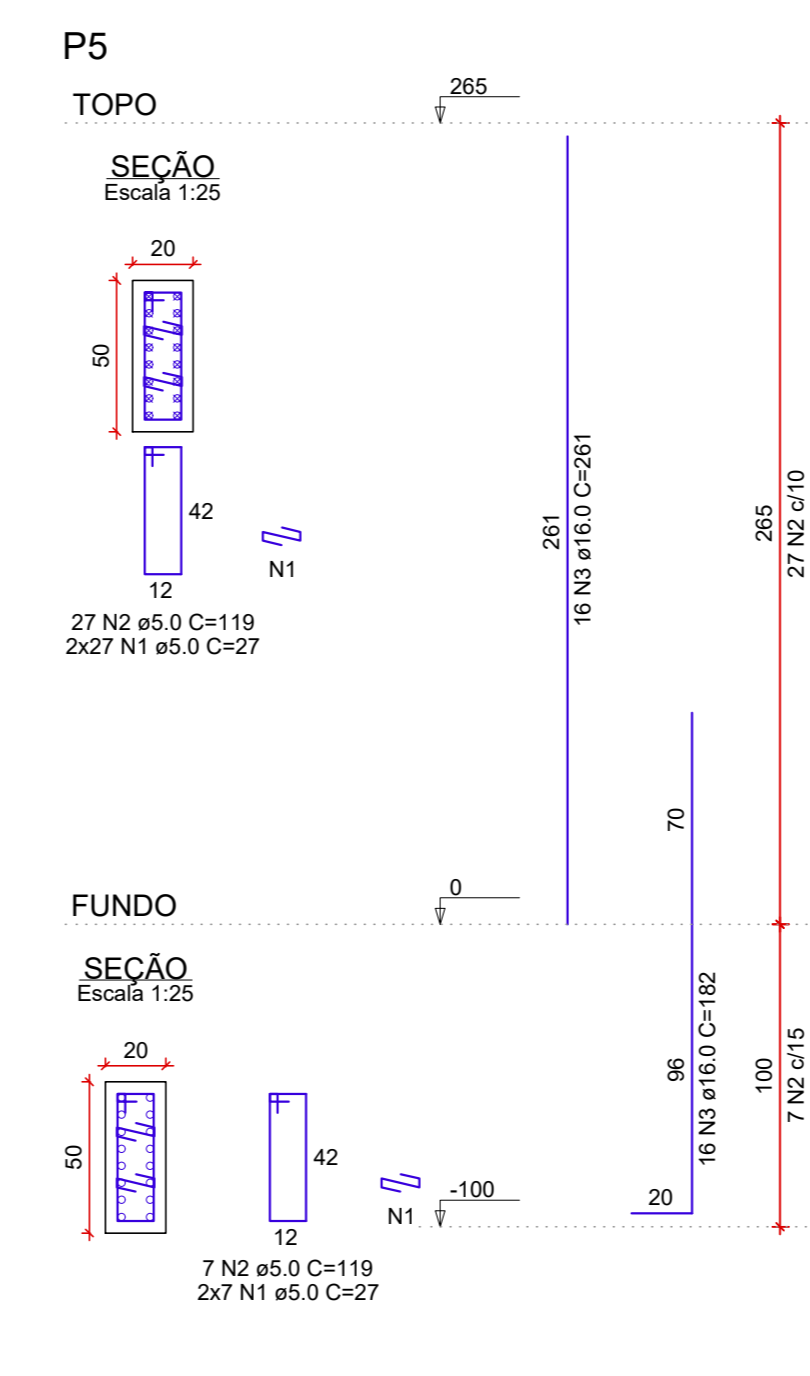 P5
TOPO
265
SEÇÃO
Escala 1:25
20
50
42
12
N1
27 N2 ø5.0 C=119
2x27 N1 ø5.0 C=27
261
16 N3 ø16.0 C=261
265
27 N2 c/10
70
FUNDO
0
SEÇÃO
Escala 1:25
20
50
42
12
N1
-100
7 N2 ø5.0 C=119
2x7 N1 ø5.0 C=27
96
16 N3 ø16.0 C=182
20
100
7 N2 c/15